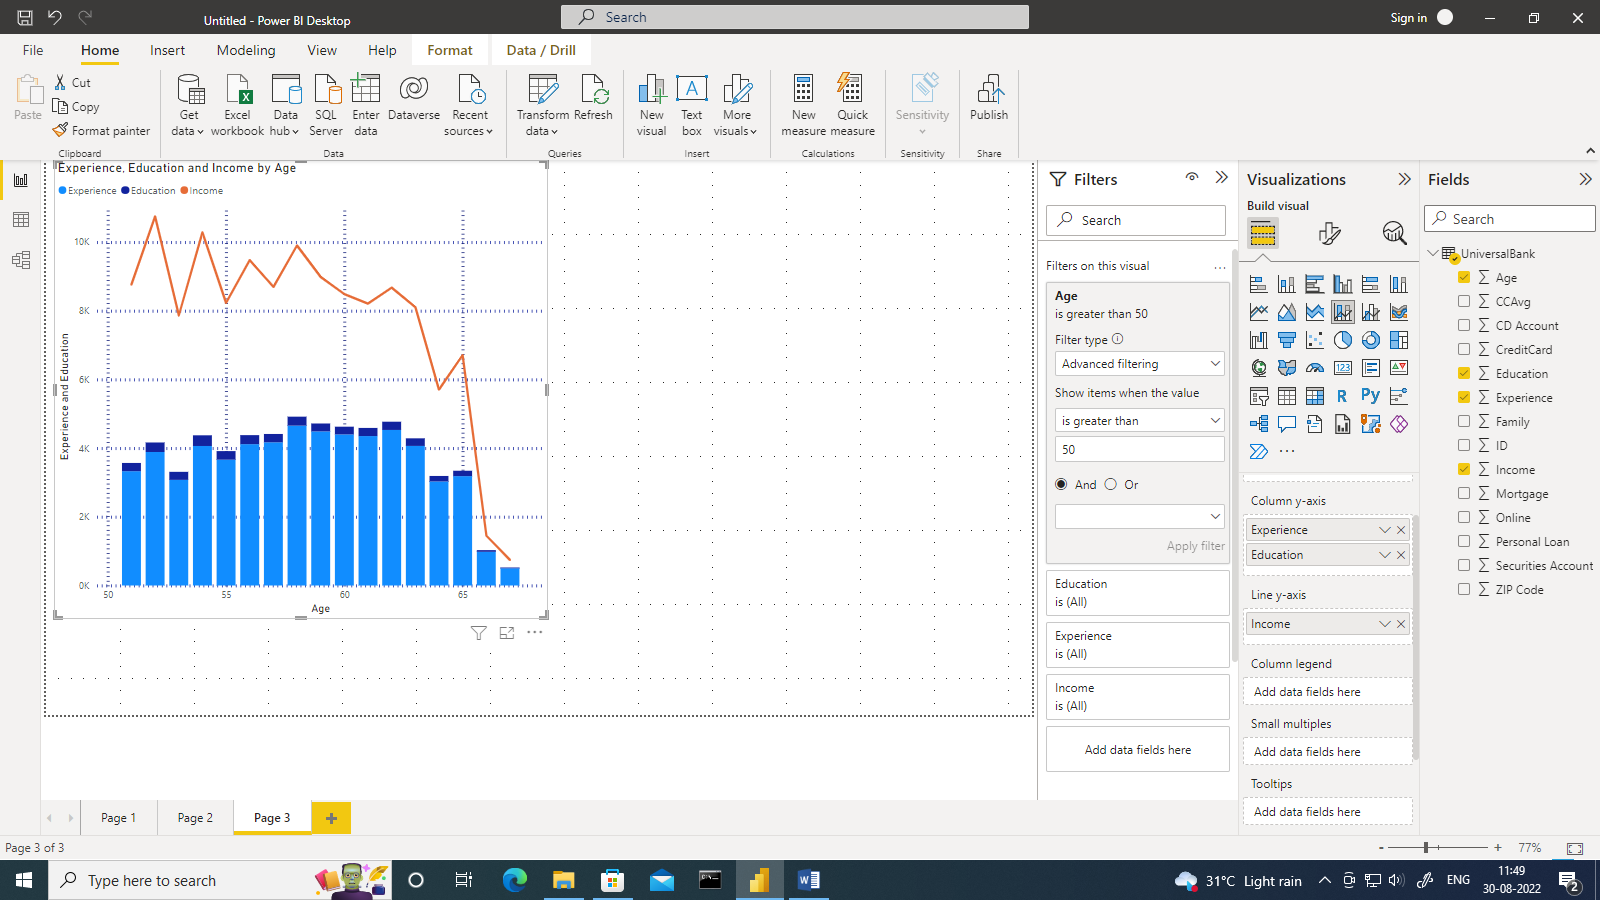 Untitled - Power BI Desktop
Search
Sign in
File
Home
Insert
Modeling
View
Help
Format
Data / Drill
Paste
Cut
Copy
Format painter
Clipboard
Get data
Excel workbook
Data hub
SQL Server
Enter data
Dataverse
Recent sources
Data
Transform data
Refresh
Queries
New visual
Text box
More visuals
Insert
New measure
Quick measure
Calculations
Sensitivity
Sensitivity
Publish
Share
Experience, Education and Income by Age
Experience Education Income
10K
8K
6K
4K
2K
0K
Experience and Education
50 55 60 65
Age
Filters
Search
Filters on this visual
Age
is greater than 50
Filter type
Advanced filtering
Show items when the value
is greater than
50
And Or
Apply filter
Education
is (All)
Experience
is (All)
Income
is (All)
Add data fields here
Visualizations
Build visual
123
R
Py
Column y-axis
Experience
Education
Line y-axis
Income
Column legend
Add data fields here
Small multiples
Add data fields here
Tooltips
Add data fields here
Fields
Search
UniversalBank
Age
CCAvg
CD Account
CreditCard
Education
Experience
Family
ID
Income
Mortgage
Online
Personal Loan
Securities Account
ZIP Code
Page 1
Page 2
Page 3
Page 3 of 3
- + 77%
Type here to search
31°C Light rain
ENG
11:49
30-08-2022
2